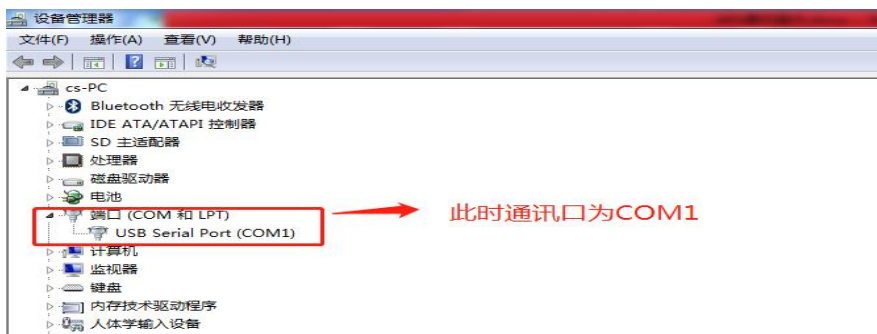 设备管理器
文件(F) 操作(A) 查看(V) 帮助(H)
cs-PC
Bluetooth 无线电收发器
IDE ATA/ATAPI 控制器
SD 主适配器
处理器
磁盘驱动器
电池
端口 (COM 和 LPT)
USB Serial Port (COM1)
此时通讯口为COM1
计算机
监视器
键盘
内存技术驱动程序
人体学输入设备